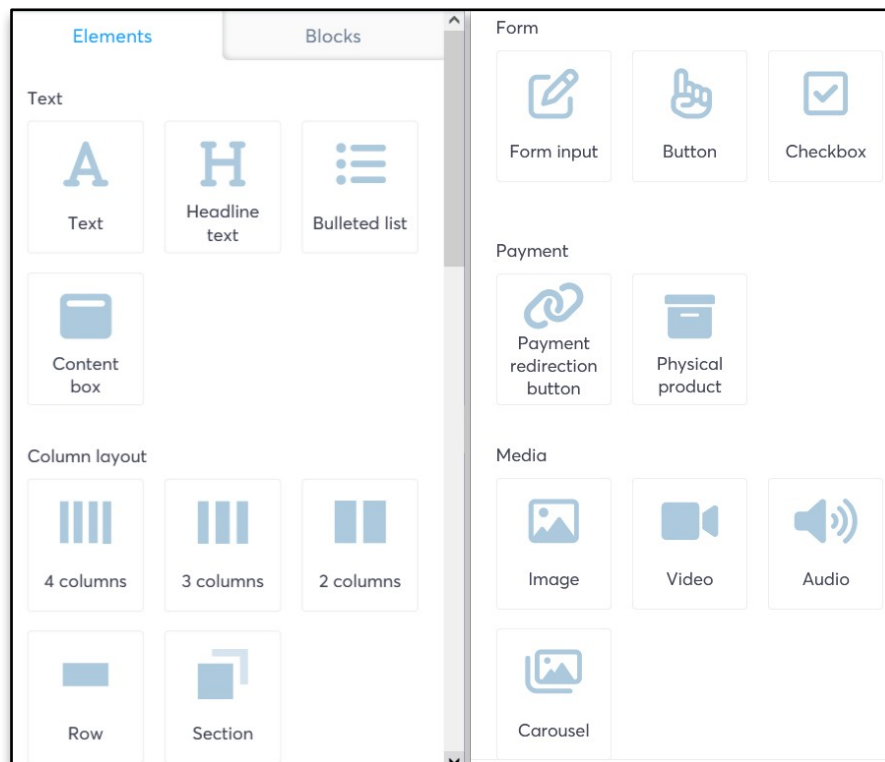 Elements
Blocks
Text
A
Text
H
Headline
text
Bulleted list
Content
box
Column layout
4 columns
3 columns
2 columns
Row
Section
Form
Form input
Button
Checkbox
Payment
Payment
redirection
button
Physical
product
Media
Image
Video
Audio
Carousel